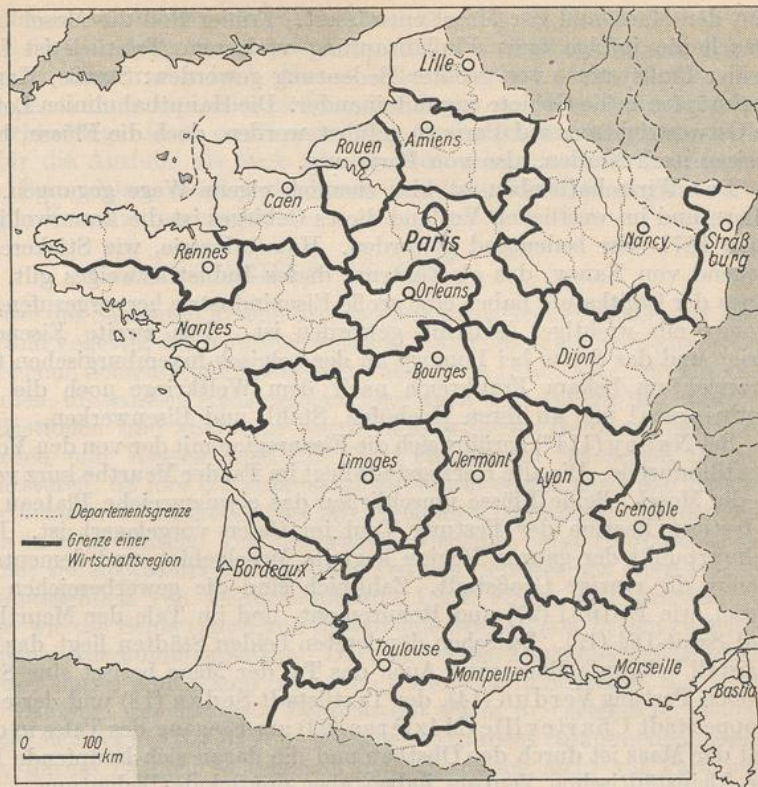 Lille
Amiens
Rouen
Caen
Paris
Nancy
Straß
burg
Rennes
Orleans
Nantes
Bourges
Dijon
Limoges
Clermont
Lyon
Grenoble
Departementsgrenze
Grenze einer
Wirtschaftsregion
Bordeaux
Toulouse
Montpellier
Marseille
Bastia
0 100
km